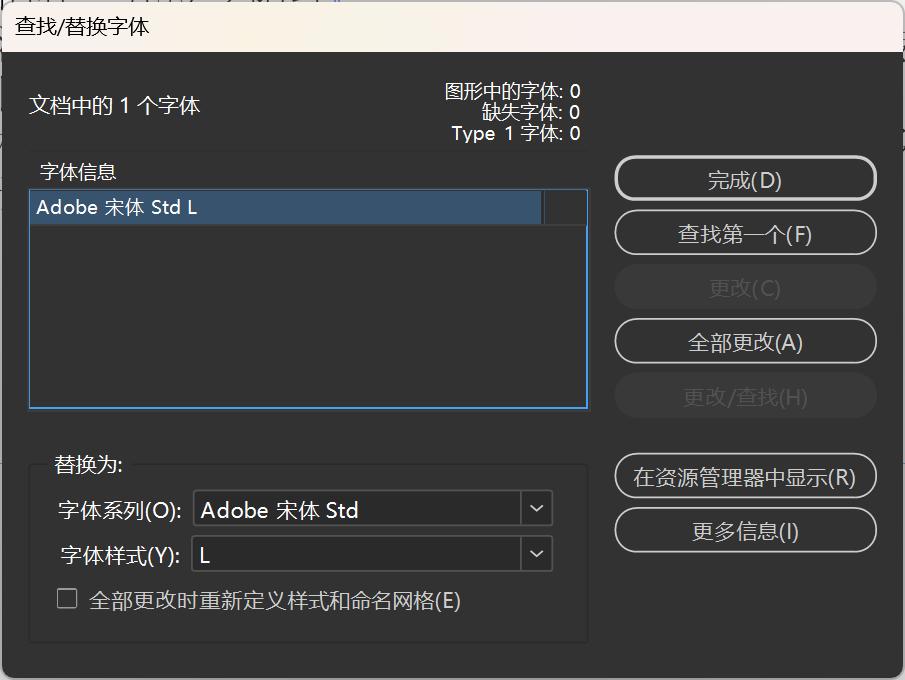 查找/替换字体
文档中的 1 个字体
图形中的字体: 0
缺失字体: 0
Type 1 字体: 0
字体信息
Adobe 宋体 Std L
完成(D)
查找第一个(F)
更改(C)
全部更改(A)
更改/查找(H)
替换为:
字体系列(O): Adobe 宋体 Std
字体样式(Y): L
全部更改时重新定义样式和命名网格(E)
在资源管理器中显示(R)
更多信息(I)